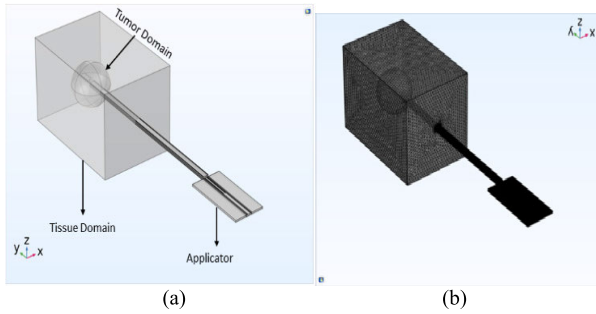 Tumor Domain
Tissue Domain
Applicator
y z x
y z x
(a)
(b)